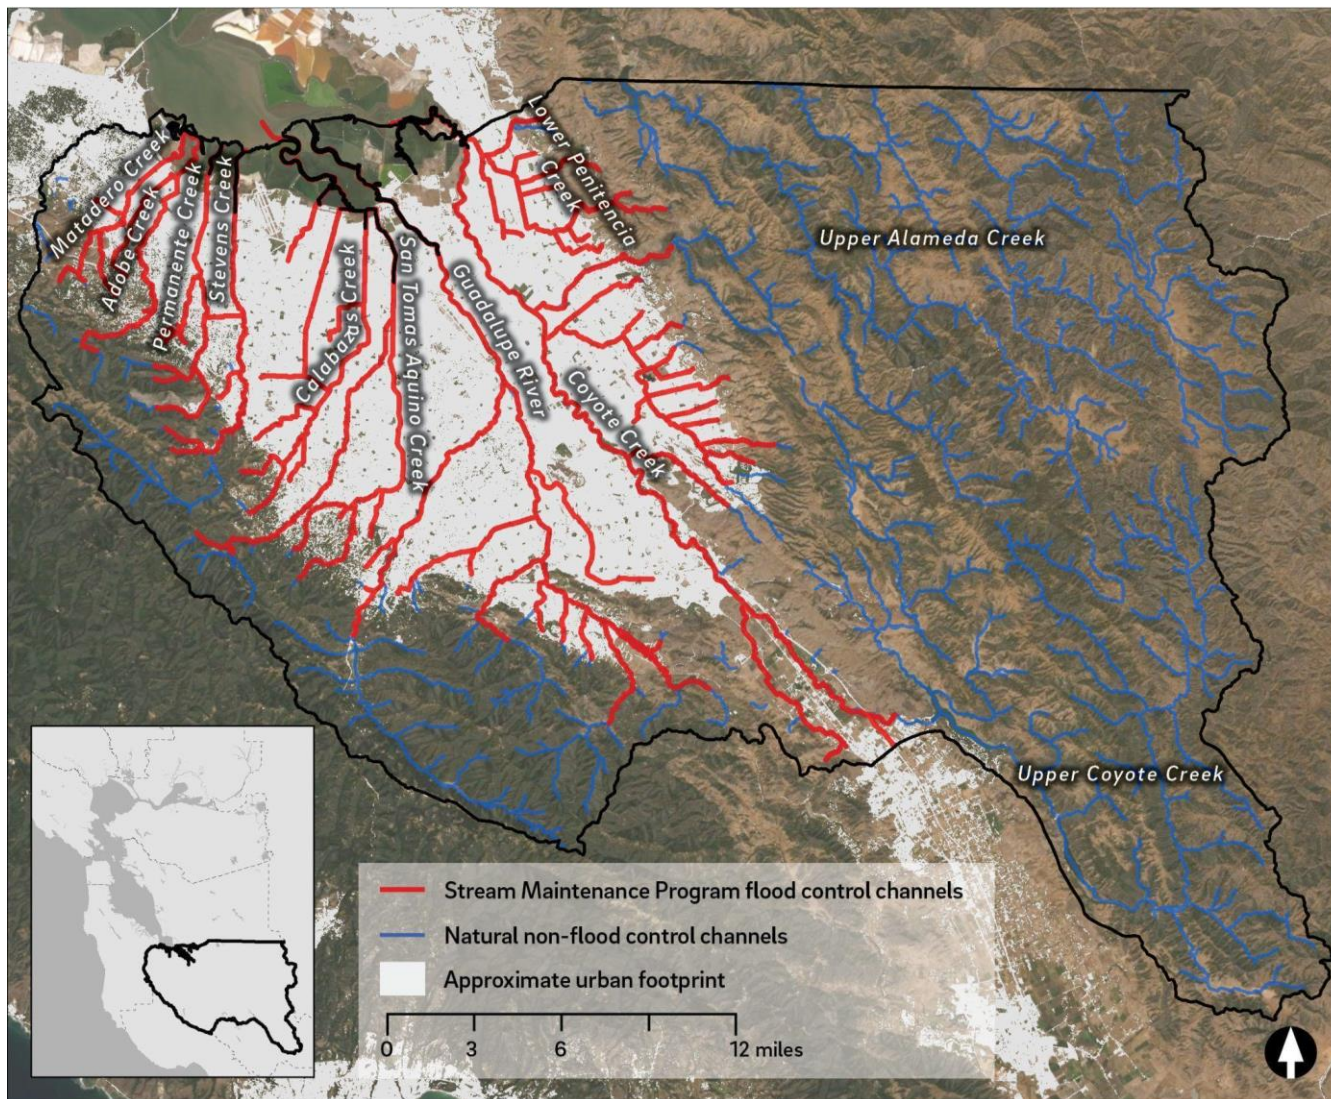 Matadero Creek
Adobe Creek
Permanente Creek
Stevens Creek
Calabazas Creek
San Tomas Aquino Creek
Guadalupe River
Coyote Creek
Lower Penitencia
Creek
Upper Alameda Creek
Upper Coyote Creek
Stream Maintenance Program flood control channels
Natural non-flood control channels
Approximate urban footprint
0 3 6 12 miles